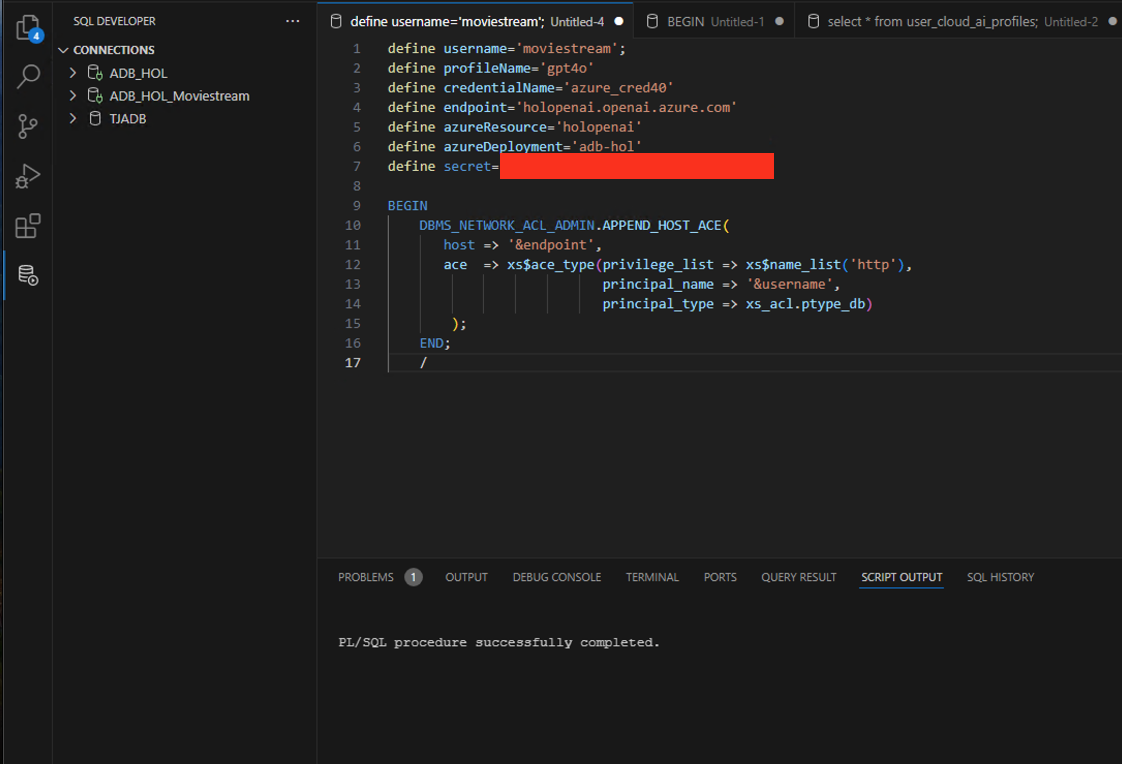 4
SQL DEVELOPER
...
CONNECTIONS
ADB_HOL
ADB_HOL_Moviestream
TJADB
define username='moviestream'; Untitled-4
BEGIN Untitled-1
select * from user_cloud_ai_profiles; Untitled-2
1 define username='moviestream';
2 define profileName='gpt4o'
3 define credentialName='azure_cred40'
4 define endpoint='holopenai.openai.azure.com'
5 define azureResource='holopenai'
6 define azureDeployment='adb-hol'
7 define secret=
8
9 BEGIN
10 DBMS_NETWORK_ACL_ADMIN.APPEND_HOST_ACE(
11 host => '&endpoint',
12 ace => xs$ace_type(privilege_list => xs$name_list('http'),
13 principal_name => '&username',
14 principal_type => xs_acl.ptype_db)
15 );
16 END;
17 /
PROBLEMS 1 OUTPUT DEBUG CONSOLE TERMINAL PORTS QUERY RESULT SCRIPT OUTPUT SQL HISTORY
PL/SQL procedure successfully completed.